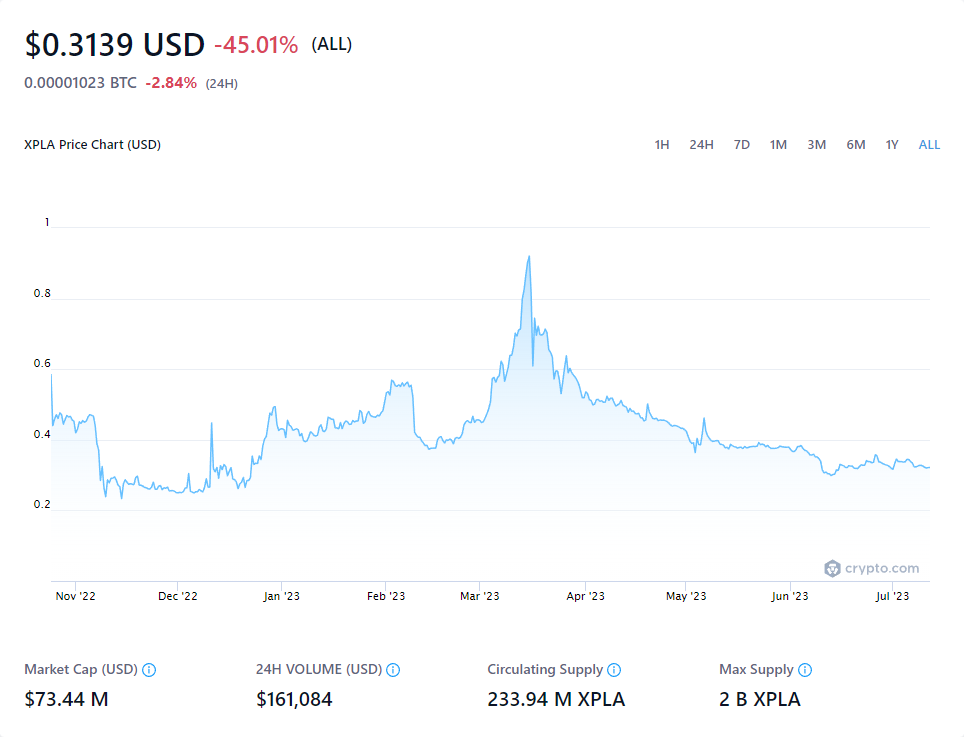 $0.3139 USD -45.01% (ALL)
0.00001023 BTC -2.84% (24H)
XPLA Price Chart (USD) 1H 24H 7D 1M 3M 6M 1Y ALL
1
0.8
0.6
0.4
0.2
crypto.com
Nov '22 Dec '22 Jan '23 Feb '23 Mar '23 Apr '23 May '23 Jun '23 Jul '23
Market Cap (USD) 24H VOLUME (USD) Circulating Supply Max Supply
$73.44 M $161,084 233.94 M XPLA 2 B XPLA